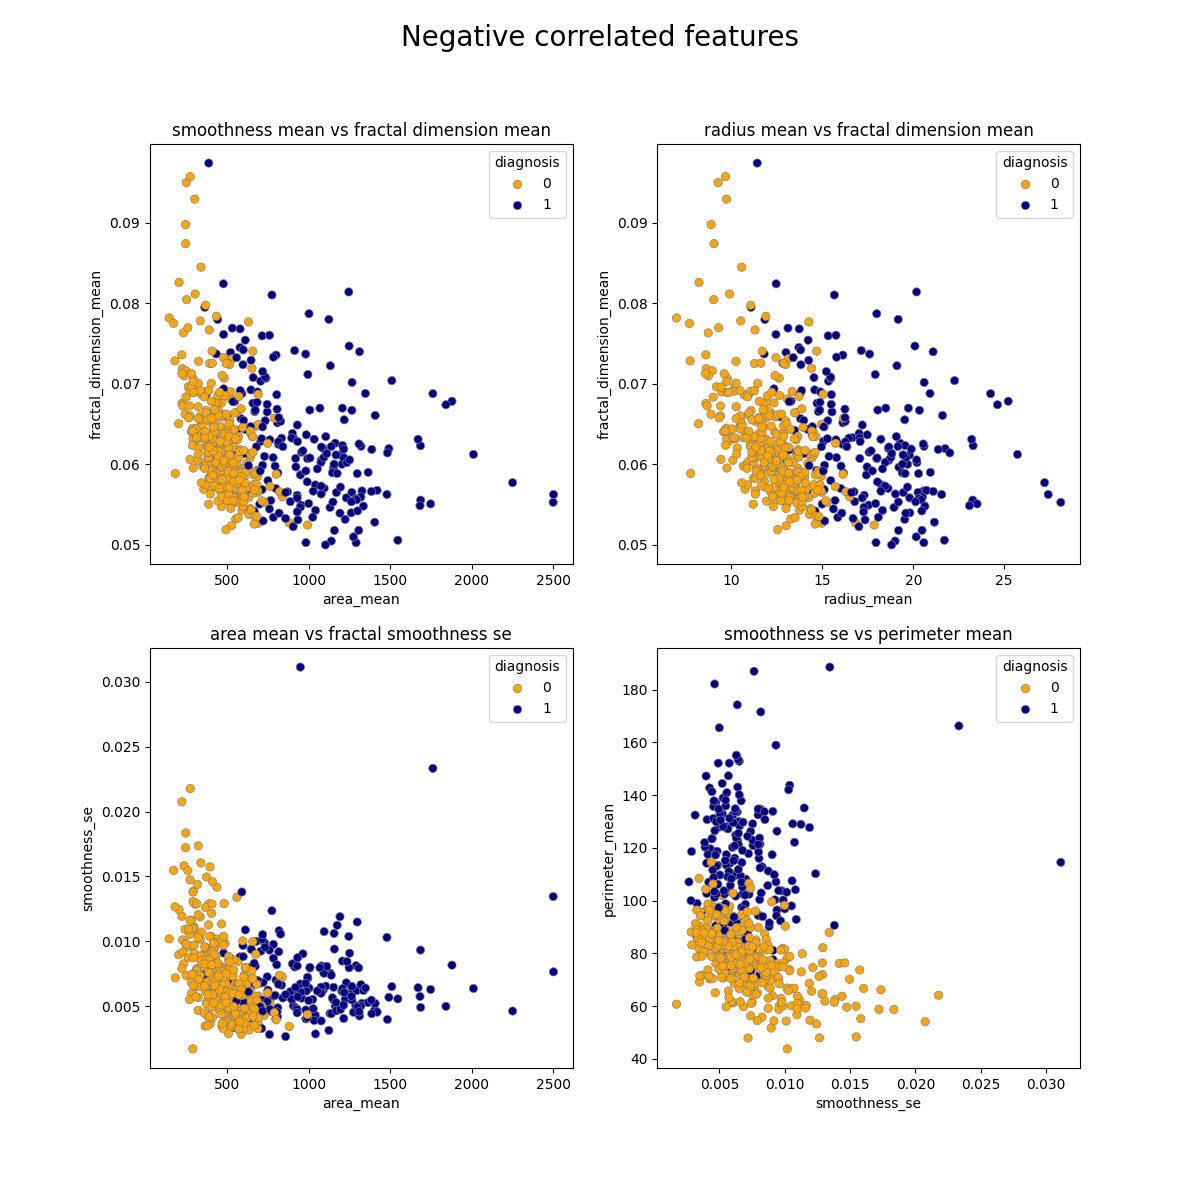 Negative correlated features
smoothness mean vs fractal dimension mean
fractal_dimension_mean
0.09
0.08
0.07
0.06
0.05
diagnosis
0
1
500 1000 1500 2000 2500
area_mean
radius mean vs fractal dimension mean
fractal_dimension_mean
0.09
0.08
0.07
0.06
0.05
diagnosis
0
1
10 15 20 25
radius_mean
area mean vs fractal smoothness se
smoothness_se
0.030
0.025
0.020
0.015
0.010
0.005
diagnosis
0
1
500 1000 1500 2000 2500
area_mean
smoothness se vs perimeter mean
perimeter_mean
180
160
140
120
100
80
60
40
diagnosis
0
1
0.005 0.010 0.015 0.020 0.025 0.030
smoothness_se